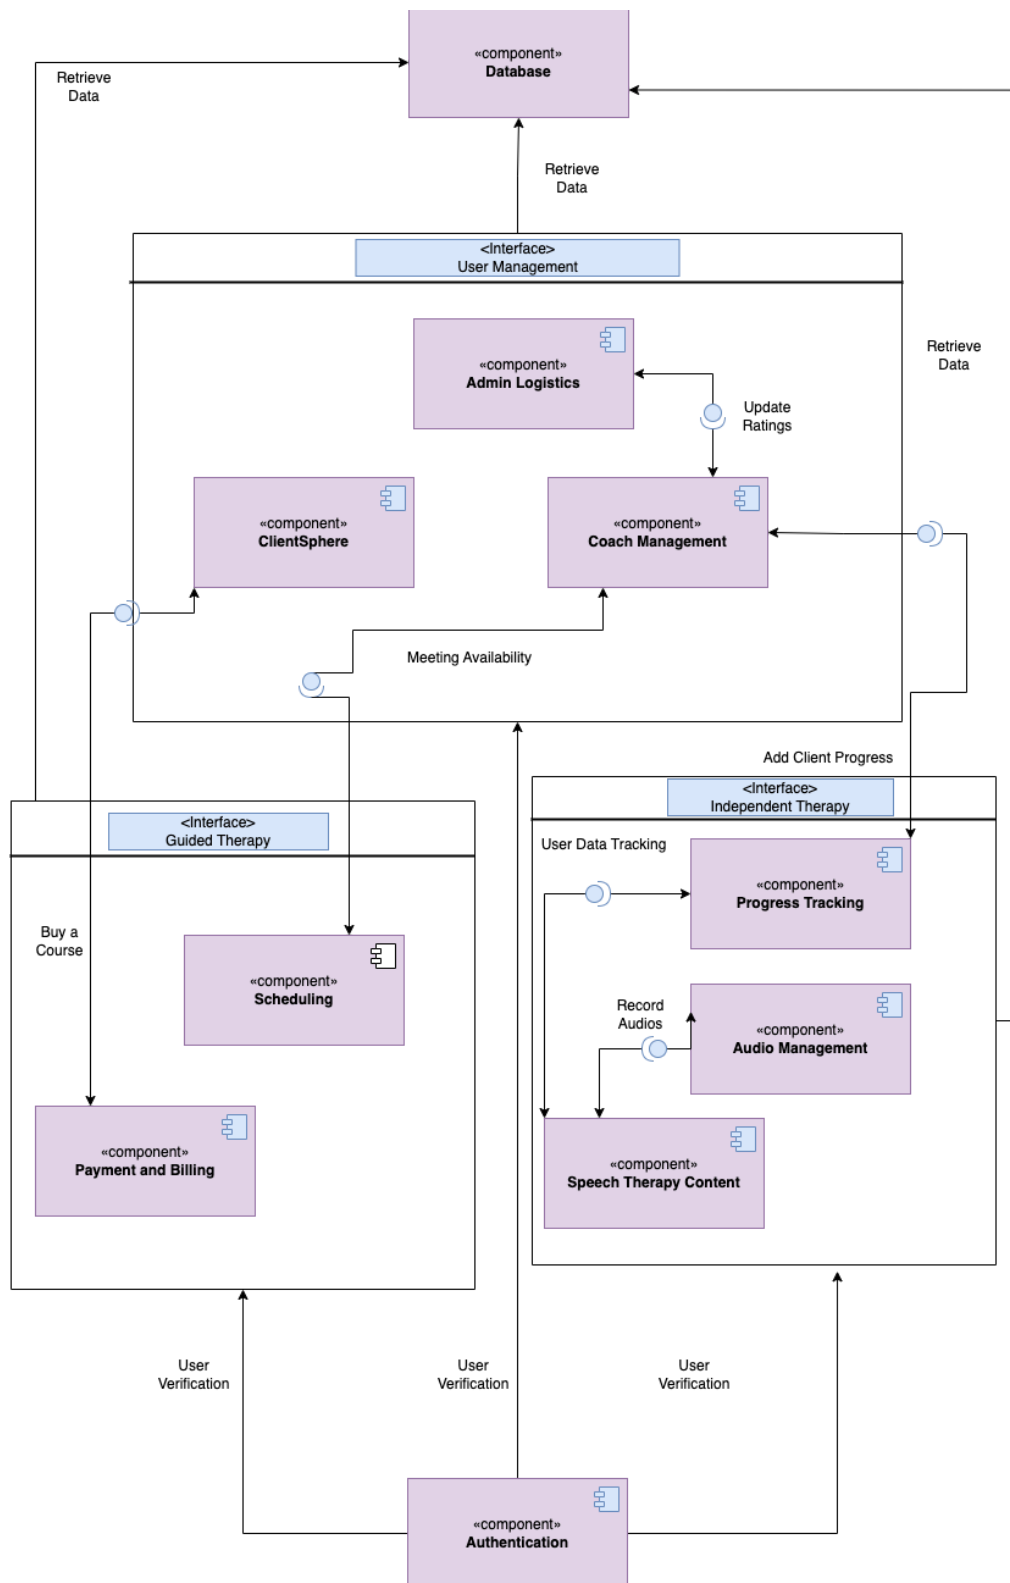 «component»
Database
Retrieve
Data
Retrieve
Data
<Interface>
User Management
«component»
Admin Logistics
Retrieve
Data
Update
Ratings
«component»
ClientSphere
«component»
Coach Management
Meeting Availability
Add Client Progress
<Interface>
Independent Therapy
<Interface>
Guided Therapy
User Data Tracking
«component»
Progress Tracking
Buy a
Course
«component»
Scheduling
Record
Audios
«component»
Audio Management
«component»
Payment and Billing
«component»
Speech Therapy Content
User
Verification
User
Verification
User
Verification
«component»
Authentication